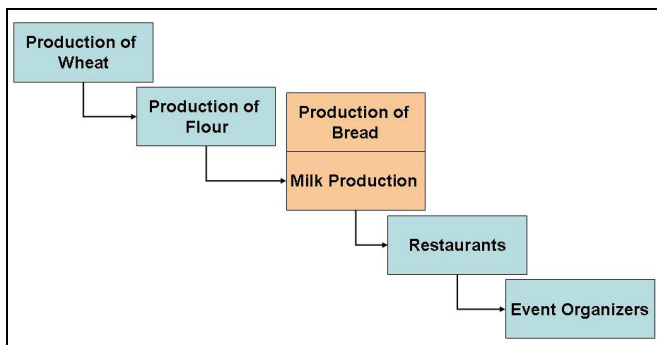 Production of
Wheat
Production of
Flour
Production of
Bread
Milk Production
Restaurants
Event Organizers